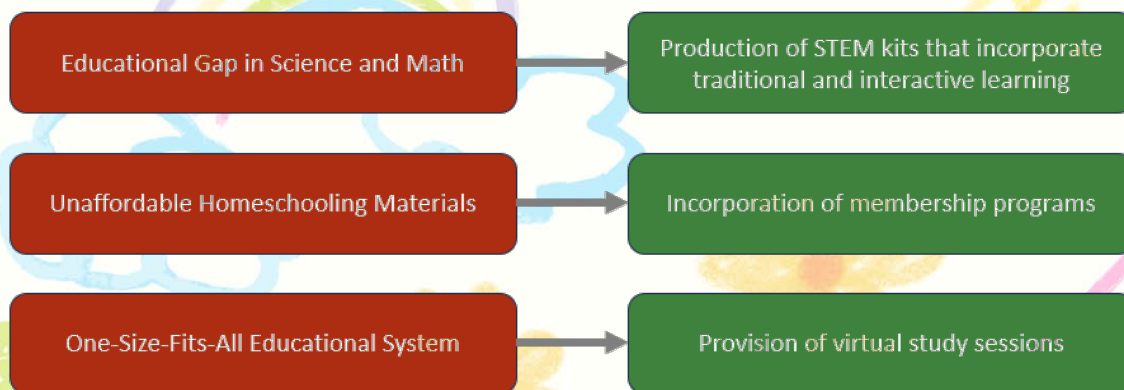 Educational Gap in Science and Math
Production of STEM kits that incorporate
traditional and interactive learning
Unaffordable Homeschooling Materials
Incorporation of membership programs
One-Size-Fits-All Educational System
Provision of virtual study sessions